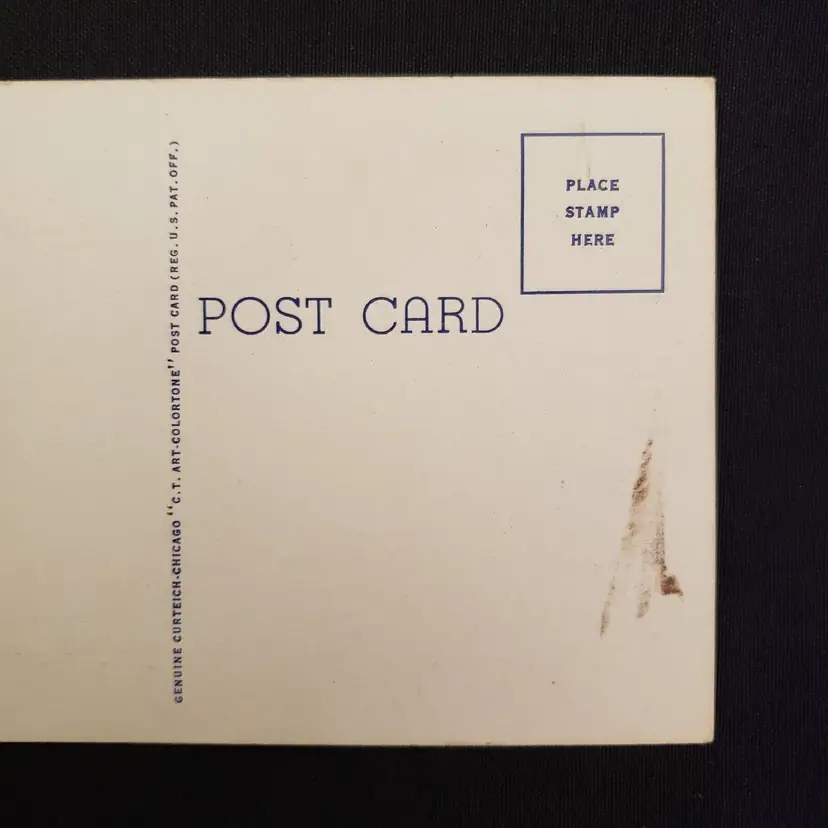 GENUINE CURTEICH-CHICAGO "C.T. ART-COLORTONE" POST CARD (REG. U.S. PAT. OFF.)
PLACE
STAMP
HERE
POST CARD